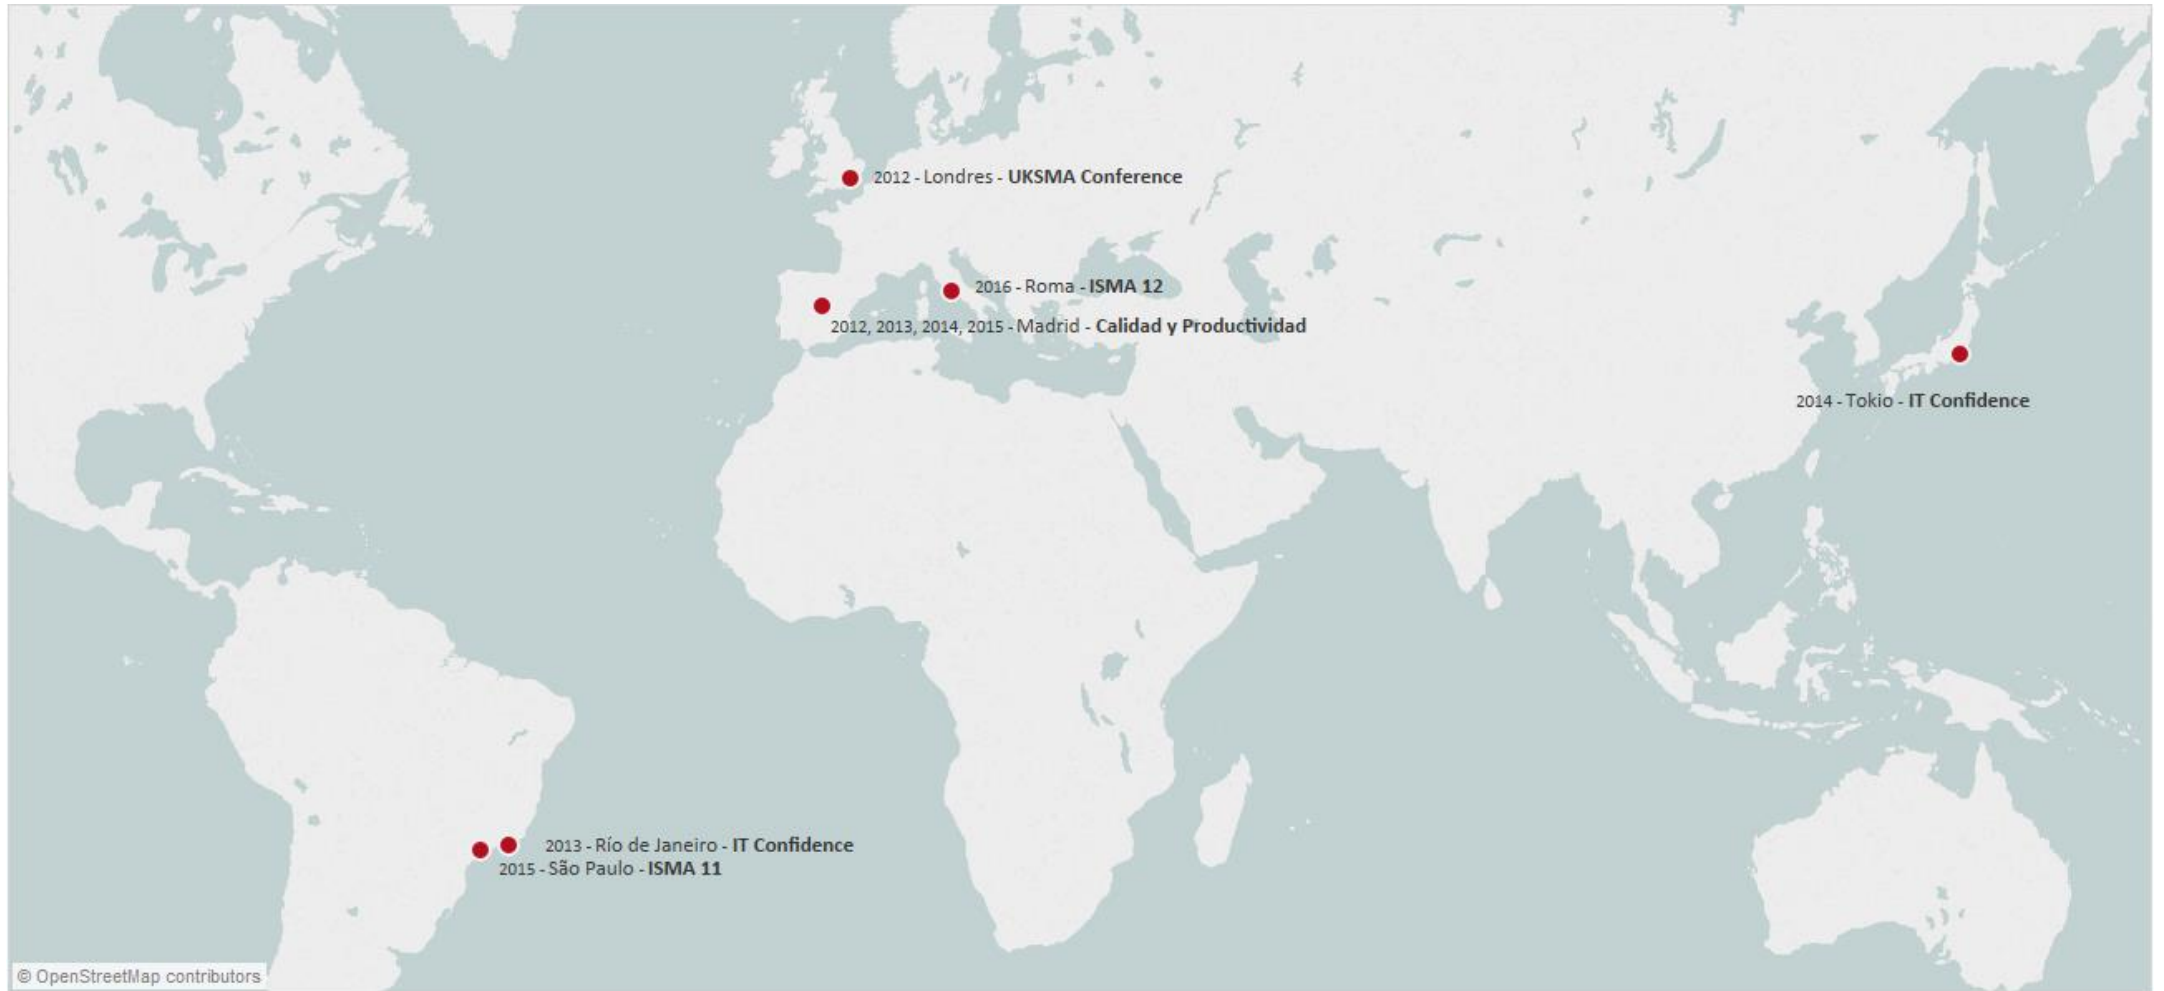 2012 - Londres - UKSMA Conference
2016 - Roma - ISMA 12
2012, 2013, 2014, 2015 - Madrid - Calidad y Productividad
2014 - Tokio - IT Confidence
2013 - Río de Janeiro - IT Confidence
2015 - São Paulo - ISMA 11
© OpenStreetMap contributors